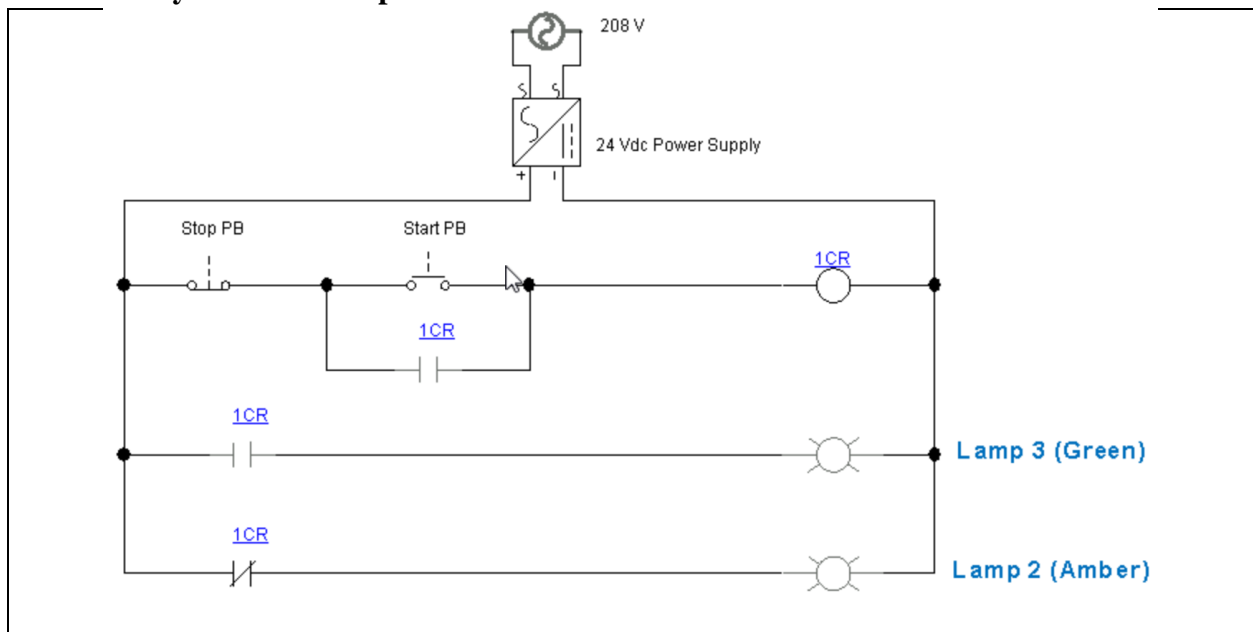 208 V
24 Vdc Power Supply
+ -
Stop PB
Start PB
1CR
1CR
1CR
Lamp 3 (Green)
1CR
Lamp 2 (Amber)